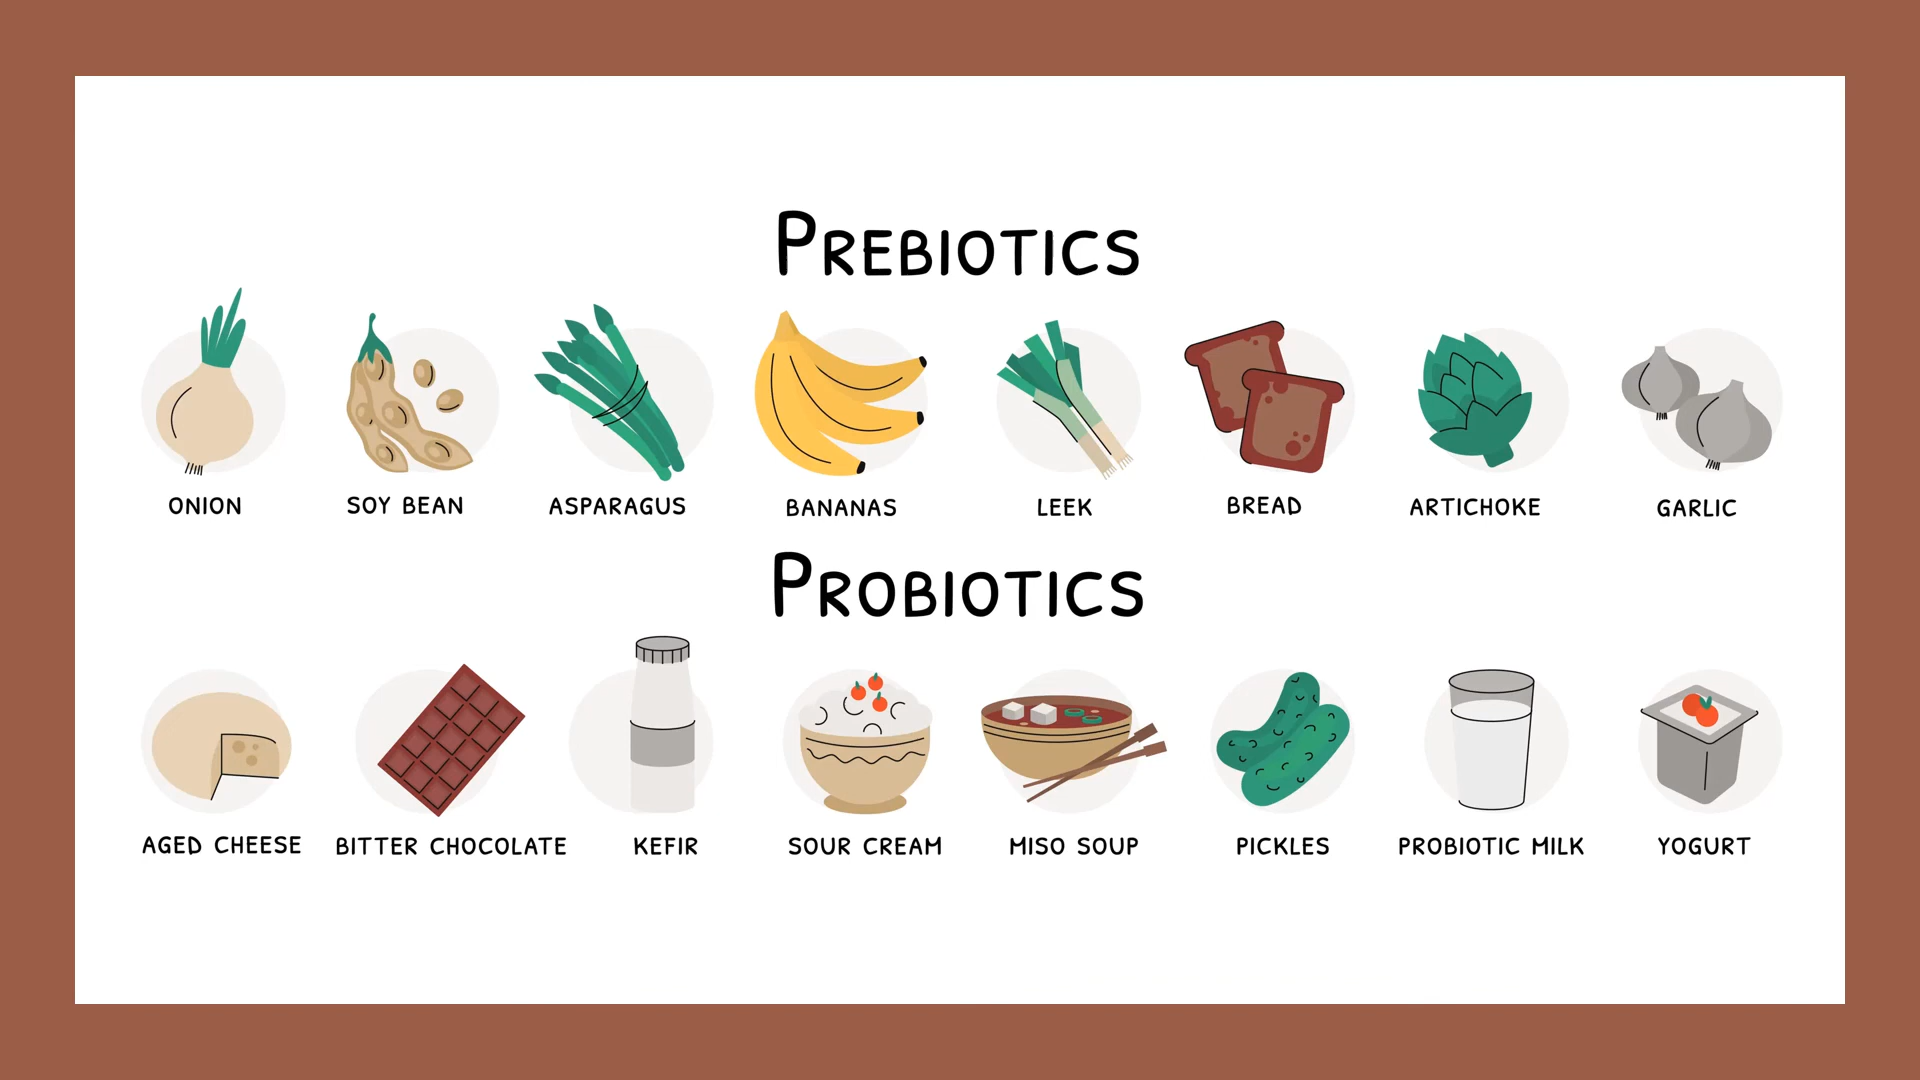 PREBIOTICS
ONION
SOY BEAN
ASPARAGUS
BANANAS
LEEK
BREAD
ARTICHOKE
GARLIC
PROBIOTICS
AGED CHEESE
BITTER CHOCOLATE
KEFIR
SOUR CREAM
MISO SOUP
PICKLES
PROBIOTIC MILK
YOGURT